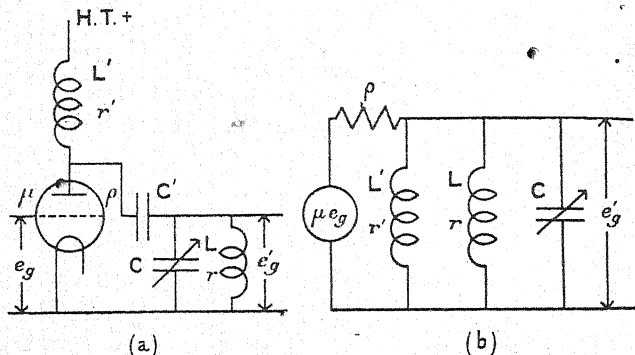 H.T.+
L'
r'
μ
ρ
C'
e_g
C
L
r
e'_g
(a)
ρ
μe_g
L'
r'
L
r
C
e'_g
(b)